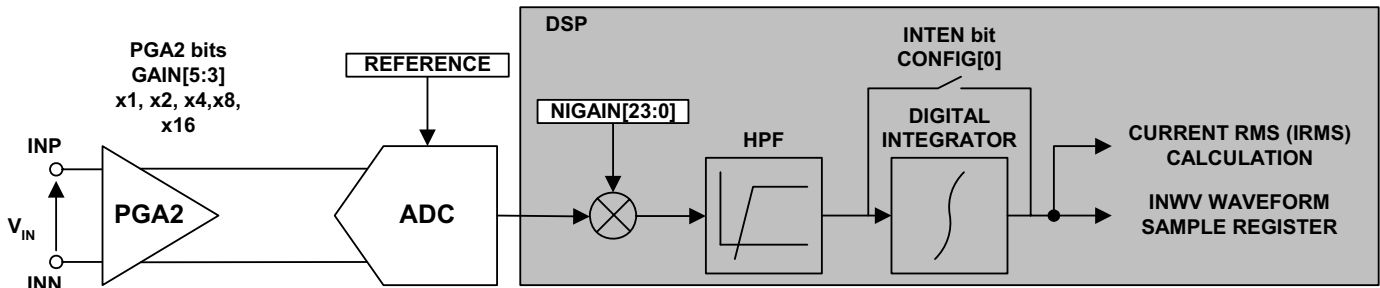 DSP
PGA2 bits
GAIN[5:3]
x1, x2, x4,x8,
x16
REFERENCE
INTEN bit
CONFIG[0]
NIGAIN[23:0]
DIGITAL
INTEGRATOR
HPF
INP
CURRENT RMS (IRMS)
CALCULATION
PGA2
ADC
VIN
INWV WAVEFORM
SAMPLE REGISTER
INN